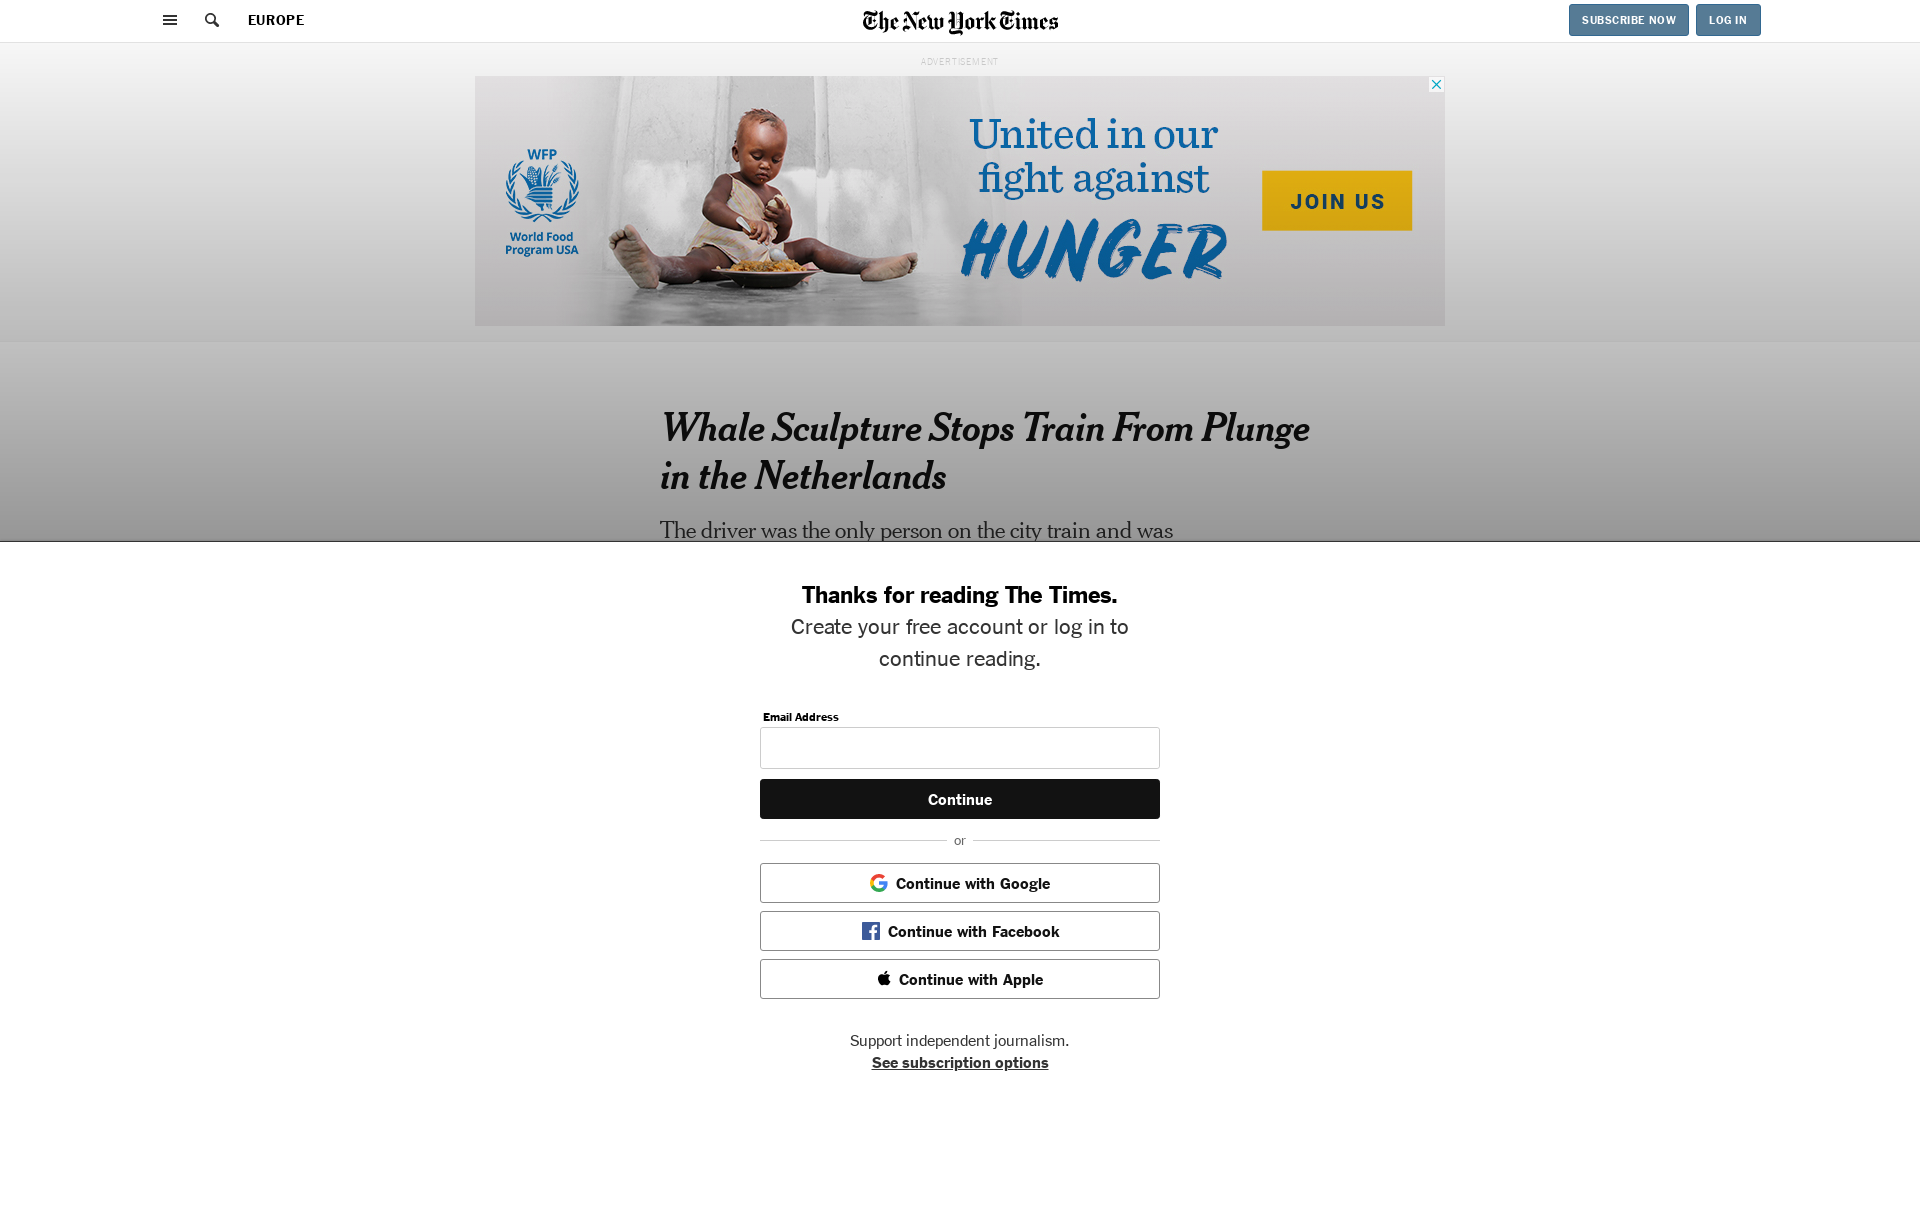 EUROPE
The New York Times
SUBSCRIBE NOW
LOG IN
ADVERTISEMENT
WFP
World Food
Program USA
United in our
fight against
HUNGER
JOIN US
Whale Sculpture Stops Train From Plunge
in the Netherlands
The driver was the only person on the city train and was
Thanks for reading The Times.
Create your free account or log in to
continue reading.
Email Address
Continue
or
Continue with Google
Continue with Facebook
Continue with Apple
Support independent journalism.
See subscription options